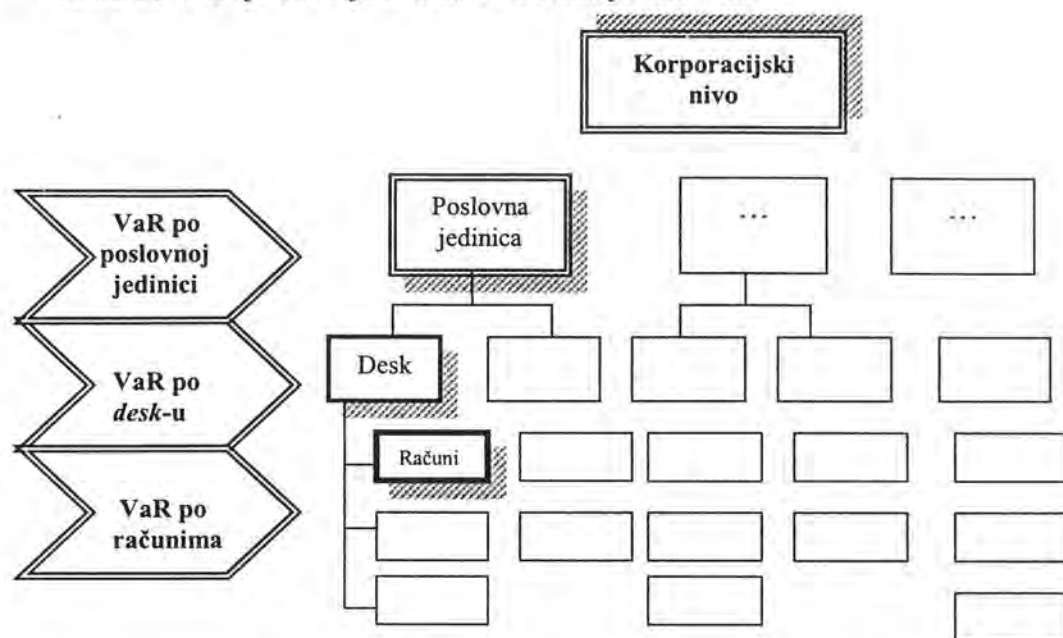 Korporacijski
nivo
VaR po
poslovnoj
jedinici
Poslovna
jedinica
...
...
VaR po
desk-u
Desk
VaR po
računima
Računi